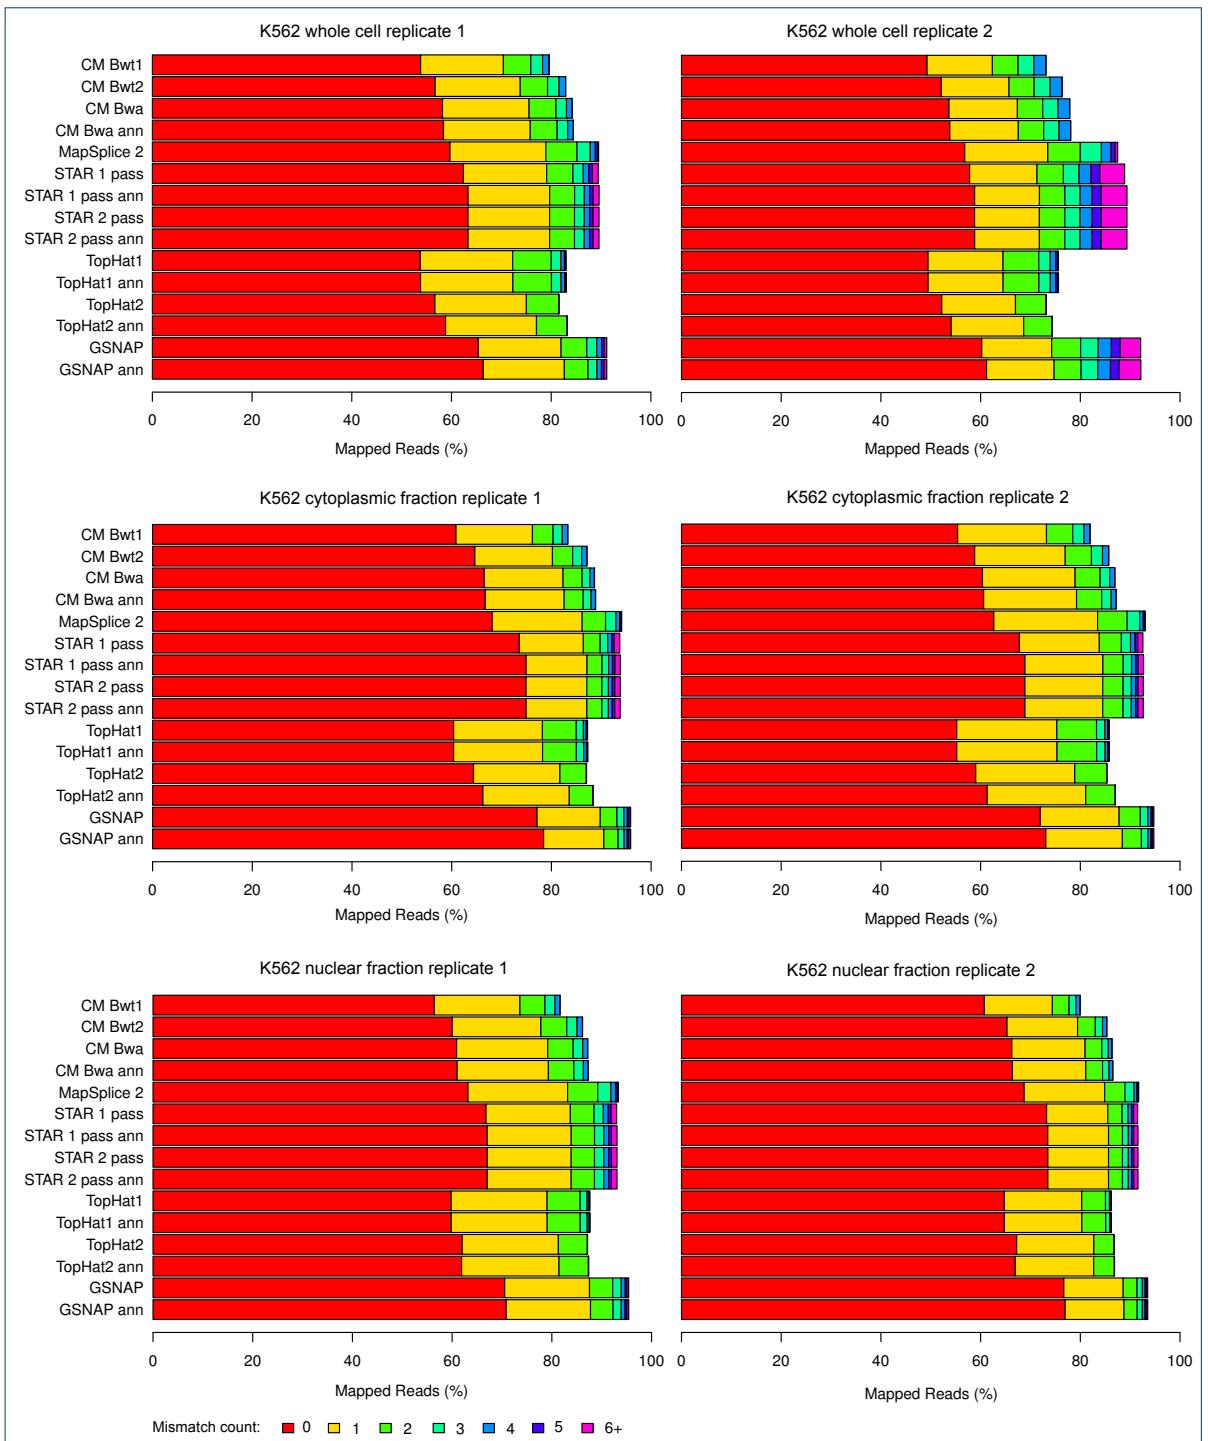 K562 whole cell replicate 1
K562 whole cell replicate 2
CM Bwt1
CM Bwt2
CM Bwa
CM Bwa ann
MapSplice 2
STAR 1 pass
STAR 1 pass ann
STAR 2 pass
STAR 2 pass ann
TopHat1
TopHat1 ann
TopHat2
TopHat2 ann
GSNAP
GSNAP ann
0 20 40 60 80 100
0 20 40 60 80 100
Mapped Reads (%)
Mapped Reads (%)
K562 cytoplasmic fraction replicate 1
K562 cytoplasmic fraction replicate 2
CM Bwt1
CM Bwt2
CM Bwa
CM Bwa ann
MapSplice 2
STAR 1 pass
STAR 1 pass ann
STAR 2 pass
STAR 2 pass ann
TopHat1
TopHat1 ann
TopHat2
TopHat2 ann
GSNAP
GSNAP ann
0 20 40 60 80 100
0 20 40 60 80 100
Mapped Reads (%)
Mapped Reads (%)
K562 nuclear fraction replicate 1
K562 nuclear fraction replicate 2
CM Bwt1
CM Bwt2
CM Bwa
CM Bwa ann
MapSplice 2
STAR 1 pass
STAR 1 pass ann
STAR 2 pass
STAR 2 pass ann
TopHat1
TopHat1 ann
TopHat2
TopHat2 ann
GSNAP
GSNAP ann
0 20 40 60 80 100
0 20 40 60 80 100
Mapped Reads (%)
Mapped Reads (%)
Mismatch count: 0 1 2 3 4 5 6+